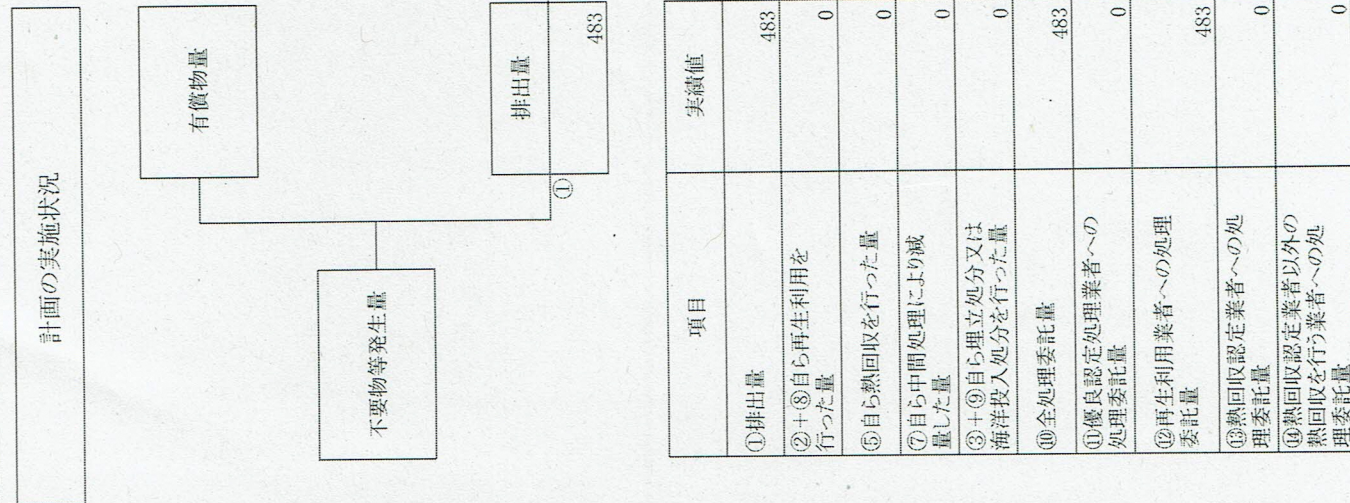 計画の実施状況
有償物量
不要物等発生量
排出量
①
483
項目
実績値
①排出量
483
②+⑧自ら再生利用を
行った量
0
⑤自ら熱回収を行った量
0
⑦自ら中間処理により減
量した量
0
③+⑨自ら埋立処分又は
海洋投入処分を行った量
0
⑩全処理委託量
483
⑪優良認定処理業者への
処理委託量
0
⑫再生利用業者への処理
委託量
483
⑬熱回収認定業者への処
理委託量
0
⑭熱回収認定業者以外の
熱回収を行う業者への処
理委託量
0